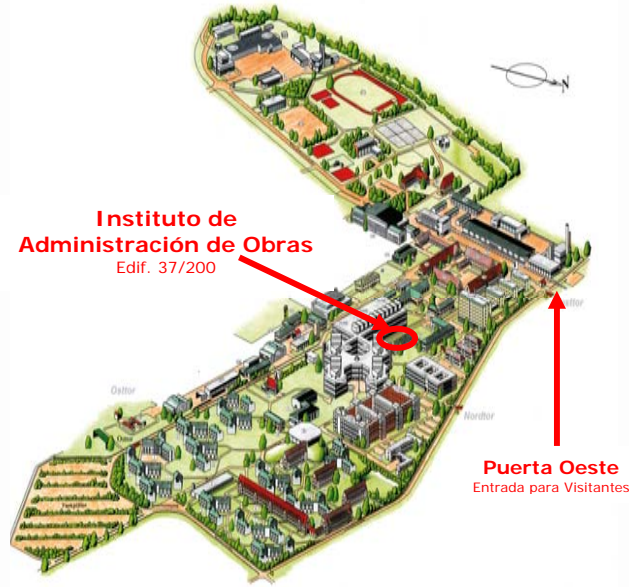 N
Instituto de
Administración de Obras
Edif. 37/200
Osttor
Nordtor
Puerta Oeste
Entrada para Visitantes